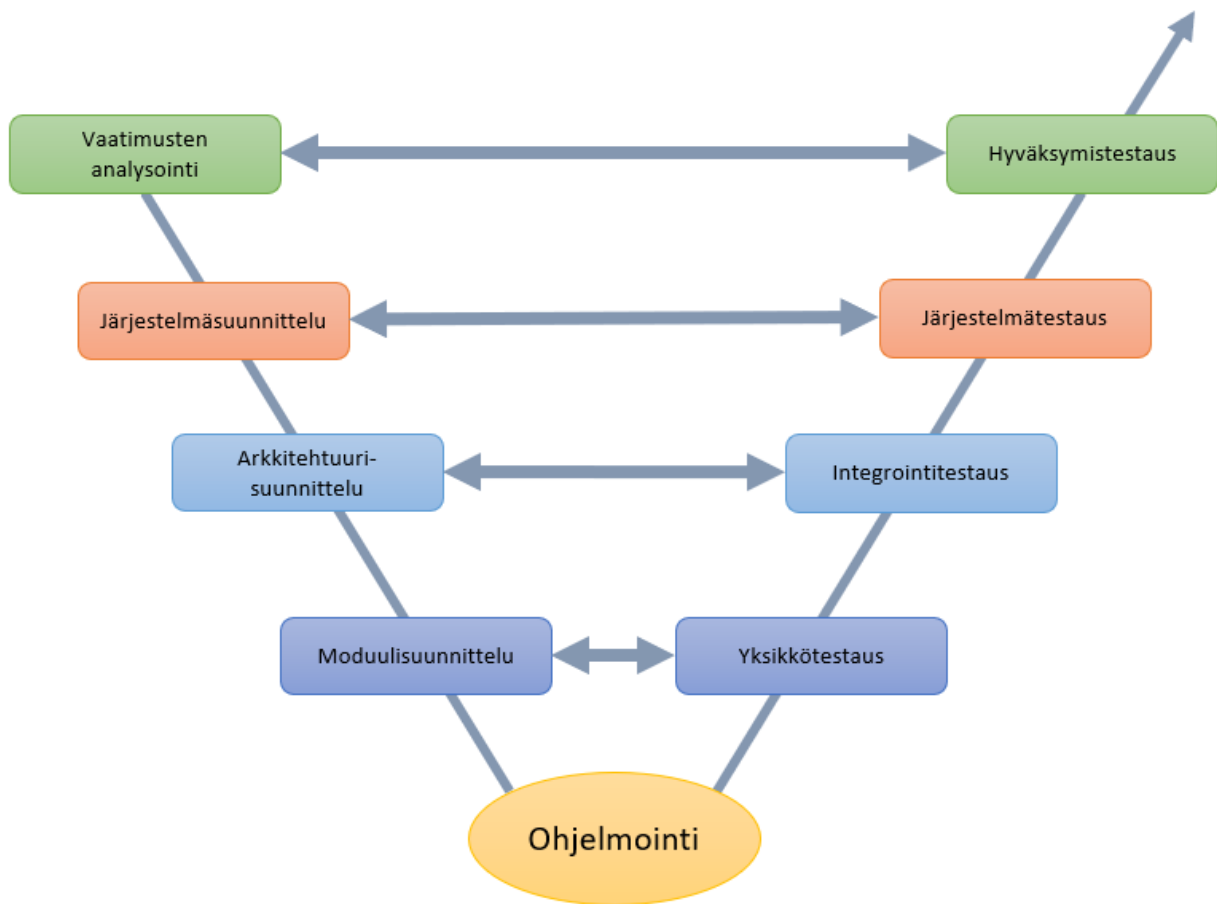 Vaatimusten
analysointi
Hyväksymistestaus
Järjestelmäsuunnittelu
Järjestelmätestaus
Arkkitehtuuri-
suunnittelu
Integrointitestaus
Moduulisuunnittelu
Yksikkötestaus
Ohjelmointi